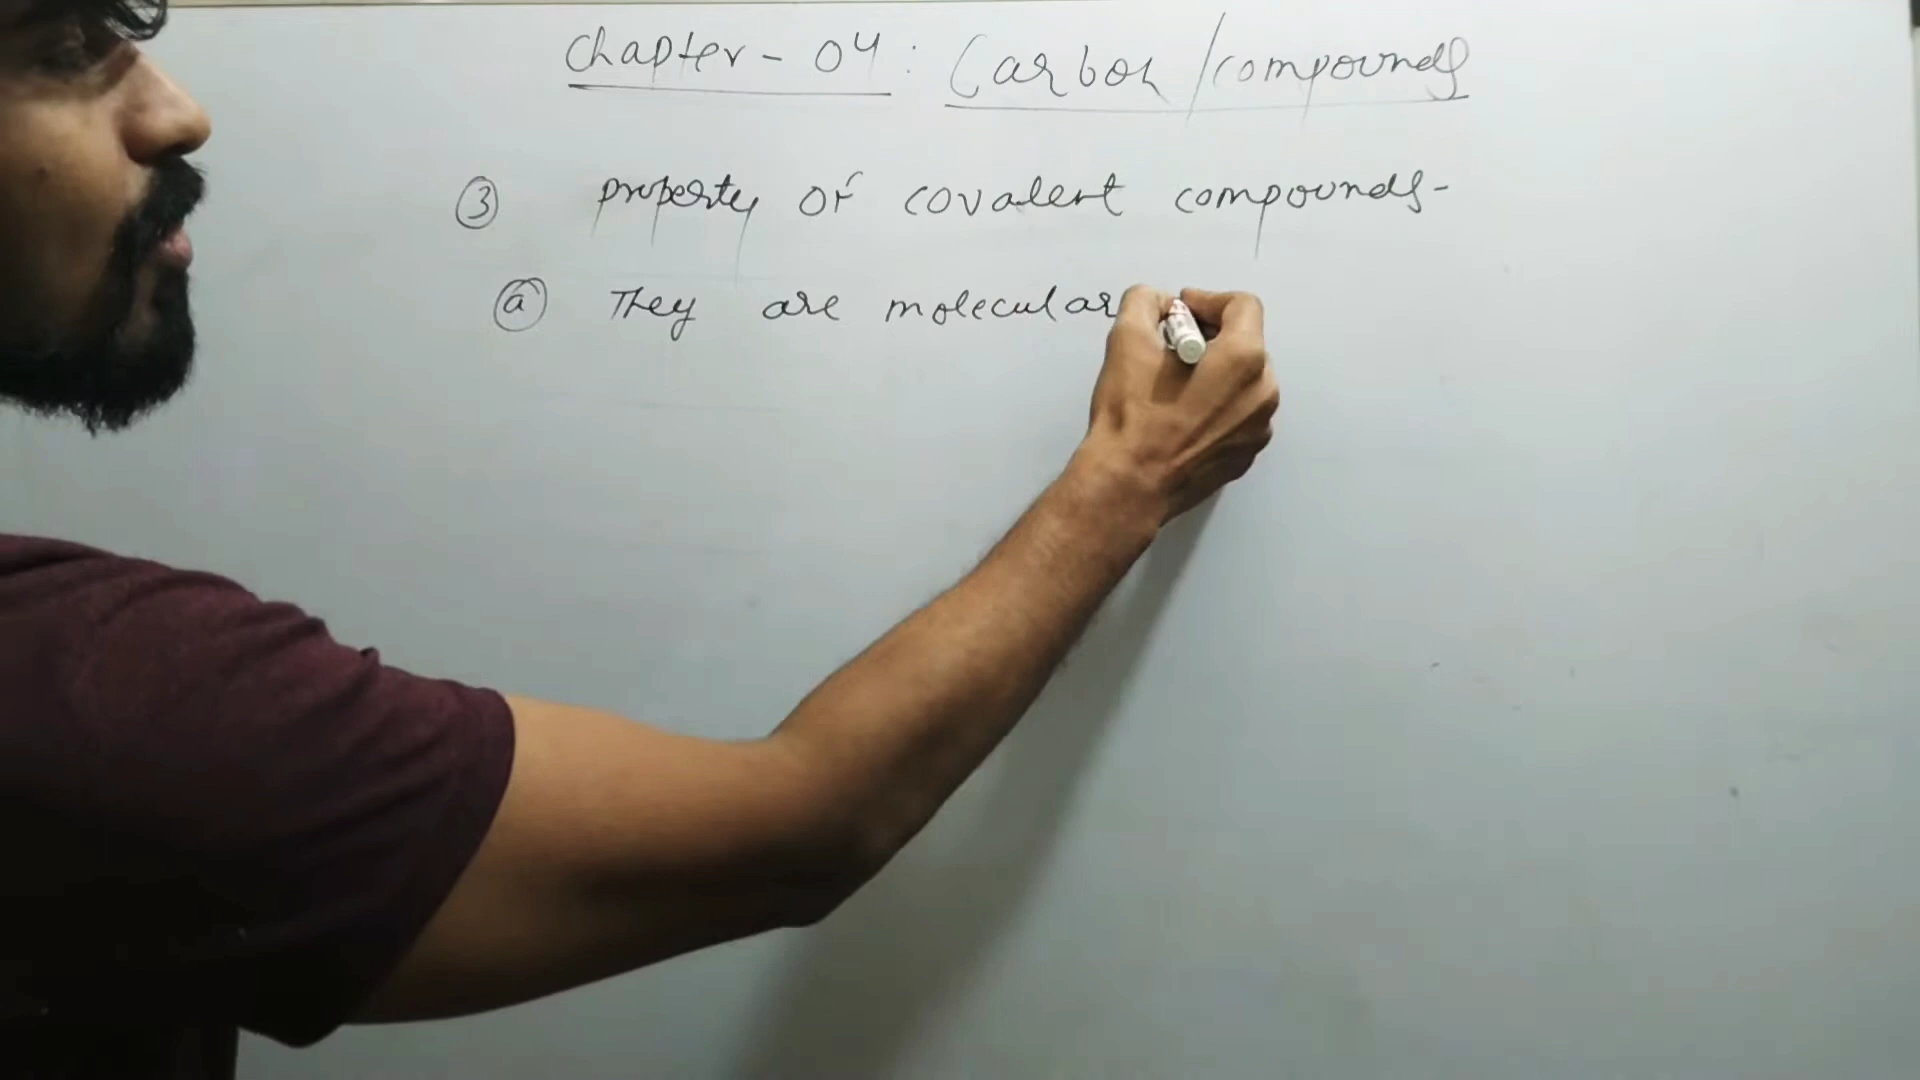 Chapter - 04 : Carbon / compounds
③ property of covalent compounds -
ⓐ They are molecular